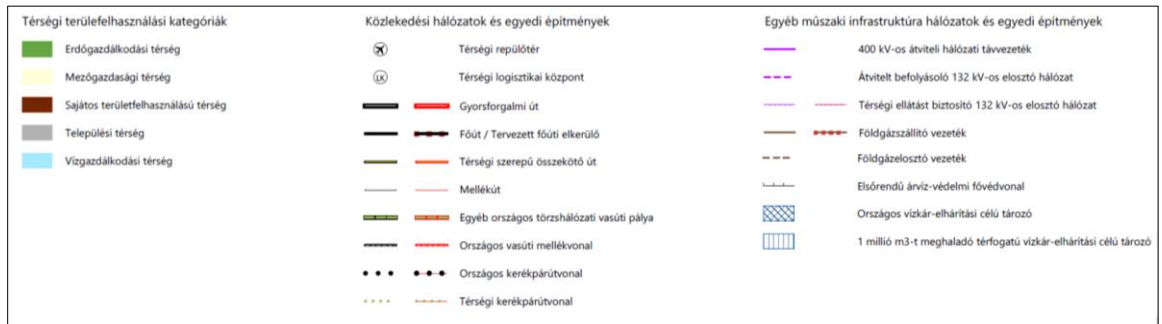 Térségi területfelhasználási kategóriák
Erdőgazdálkodási térség
Mezőgazdasági térség
Sajátos területfelhasználású térség
Települési térség
Vízgazdálkodási térség
Közlekedési hálózatok és egyedi építmények
Térségi repülőtér
LK Térségi logisztikai központ
Gyorsforgalmi út
Főút / Tervezett főúti elkerülő
Térségi szerepű összekötő út
Mellékút
Egyéb országos törzshálózati vasúti pálya
Országos vasúti mellékvonal
Országos kerékpárútvonal
Térségi kerékpárútvonal
Egyéb műszaki infrastruktúra hálózatok és egyedi építmények
400 kV-os átviteli hálózati távvezeték
Átvitelt befolyásoló 132 kV-os elosztó hálózat
Térségi ellátást biztosító 132 kV-os elosztó hálózat
Földgázszállító vezeték
Földgázelosztó vezeték
Elsőrendű árvíz-védelmi fővédvonal
Országos vízkár-elhárítási célú tározó
1 millió m3-t meghaladó térfogatú vízkár-elhárítási célú tározó